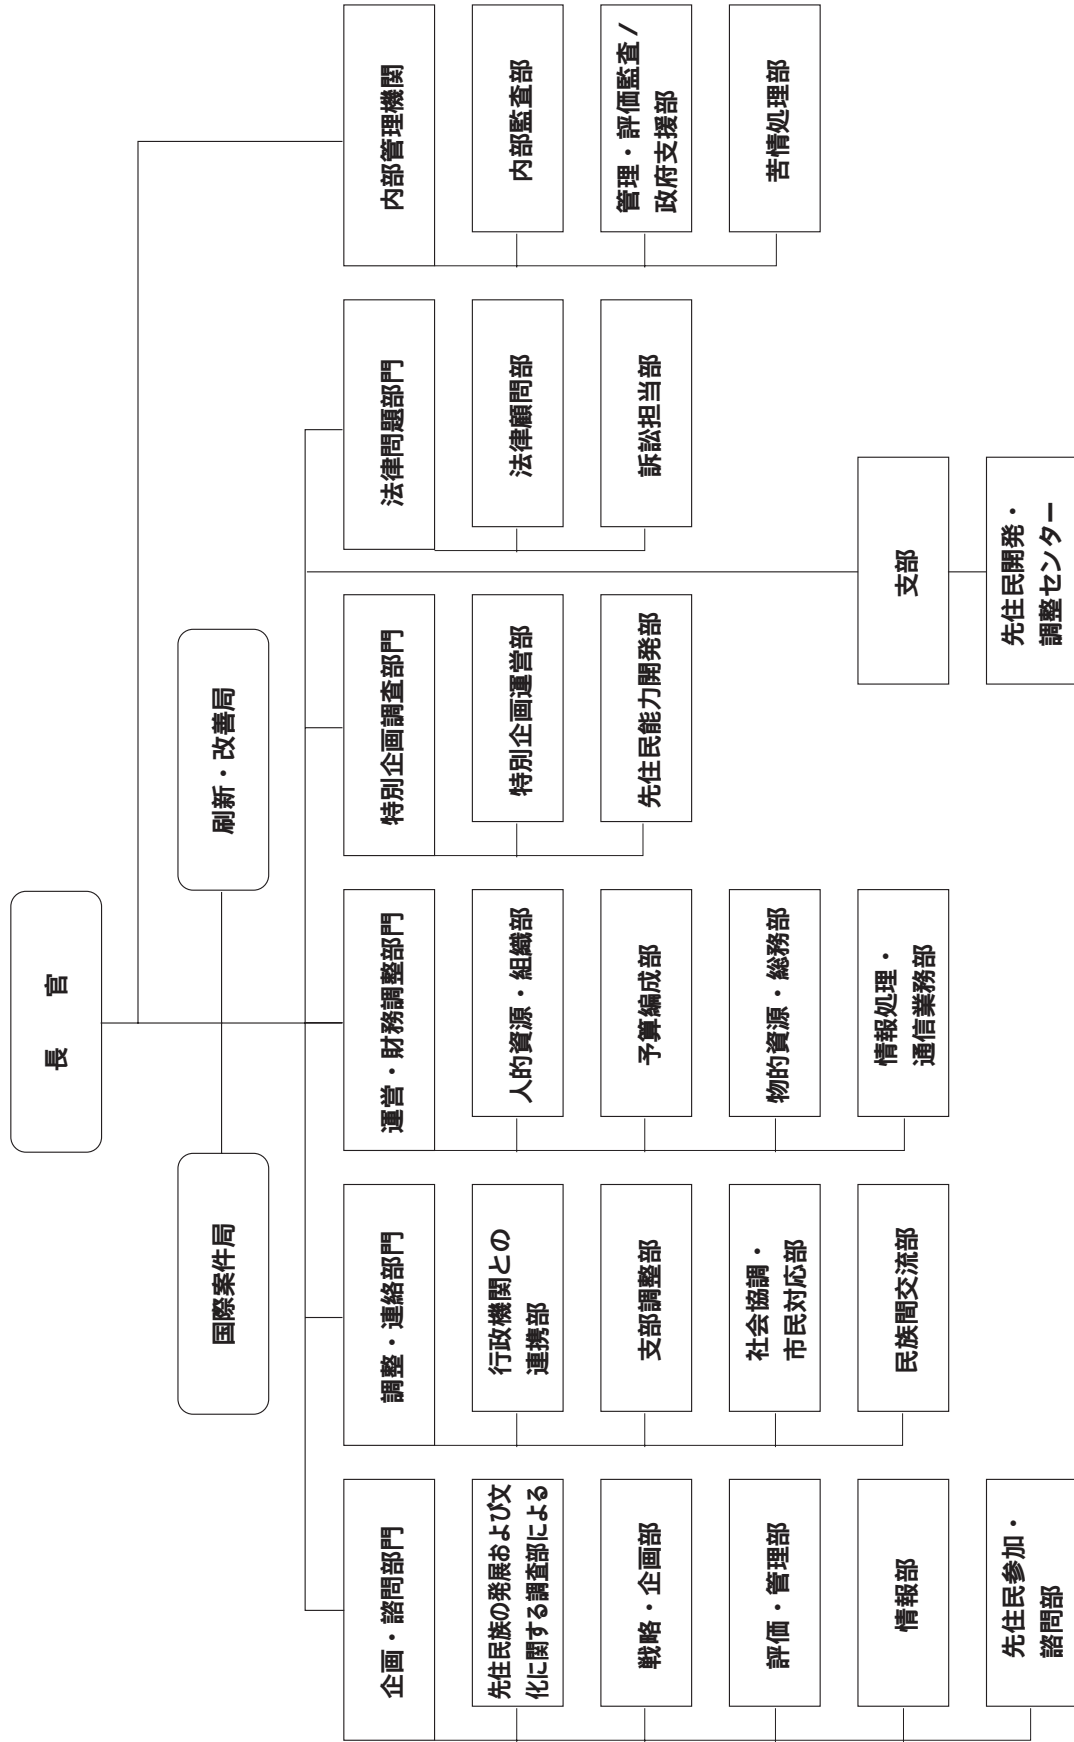 長　官
国際案件局
刷新・改善局
企画・諮問部門
先住民族の発展および文
化に関する調査部による
戦略・企画部
評価・管理部
情報部
先住民参加・
諮問部
調整・連絡部門
行政機関との
連携部
支部調整部
社会協調・
市民対応部
民族間交流部
運営・財務調整部門
人的資源・組織部
予算編成部
物的資源・総務部
情報処理・
通信業務部
特別企画調査部門
特別企画運営部
先住民能力開発部
法律問題部門
法律顧問部
訴訟担当部
支部
先住民開発・
調整センター
内部管理機関
内部監査部
管理・評価監査/
政府支援部
苦情処理部